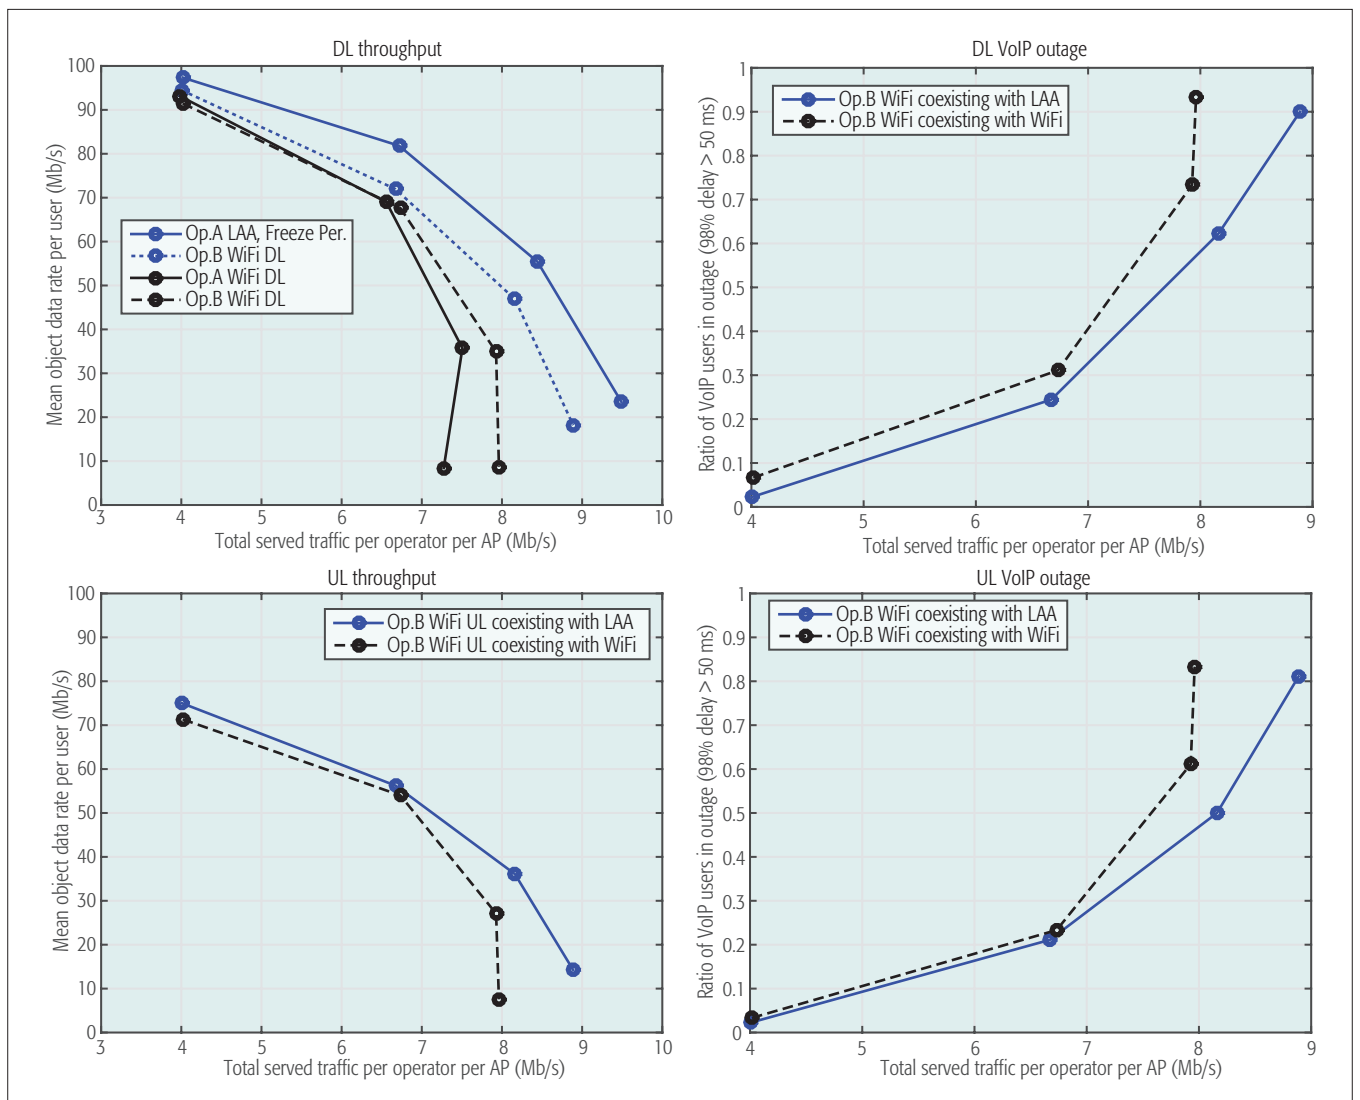 DL throughput
100
90
80
70
60
50
40
30
20
10
0
Mean object data rate per user (Mb/s)
Op.A LAA, Freeze Per.
Op.B WiFi DL
Op.A WiFi DL
Op.B WiFi DL
3 4 5 6 7 8 9 10
Total served traffic per operator per AP (Mb/s)
DL VoIP outage
1
0.9
0.8
0.7
0.6
0.5
0.4
0.3
0.2
0.1
0
Ratio of VoIP users in outage (98% delay > 50 ms)
Op.B WiFi coexisting with LAA
Op.B WiFi coexisting with WiFi
4 5 6 7 8 9
Total served traffic per operator per AP (Mb/s)
UL throughput
100
90
80
70
60
50
40
30
20
10
0
Mean object data rate per user (Mb/s)
Op.B WiFi UL coexisting with LAA
Op.B WiFi UL coexisting with WiFi
3 4 5 6 7 8 9 10
Total served traffic per operator per AP (Mb/s)
UL VoIP outage
1
0.9
0.8
0.7
0.6
0.5
0.4
0.3
0.2
0.1
0
Ratio of VoIP users in outage (98% delay > 50 ms)
Op.B WiFi coexisting with LAA
Op.B WiFi coexisting with WiFi
4 5 6 7 8 9
Total served traffic per operator per AP (Mb/s)